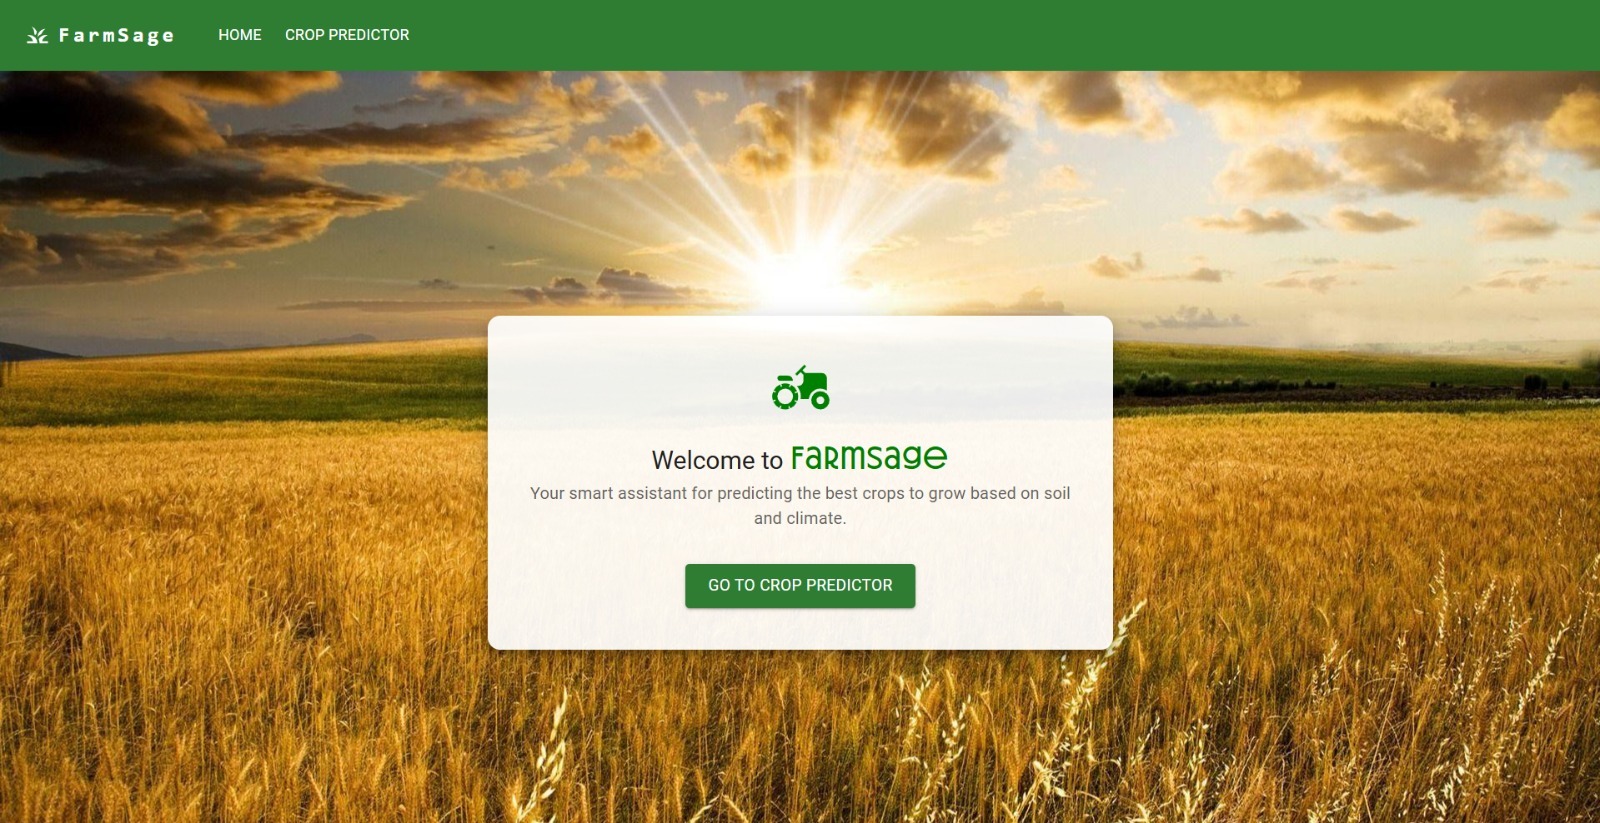 FarmSage HOME CROP PREDICTOR
Welcome to Farmsage
Your smart assistant for predicting the best crops to grow based on soil
and climate.
GO TO CROP PREDICTOR